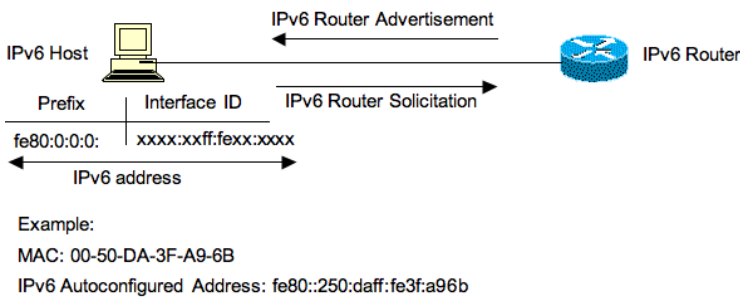 IPv6 Router Advertisement
IPv6 Host
IPv6 Router
IPv6 Router Solicitation
Prefix
Interface ID
fe80:0:0:0:
xxxx:xxff:fexx:xxxx
IPv6 address
Example:
MAC: 00-50-DA-3F-A9-6B
IPv6 Autoconfigured Address: fe80::250:daff:fe3f:a96b